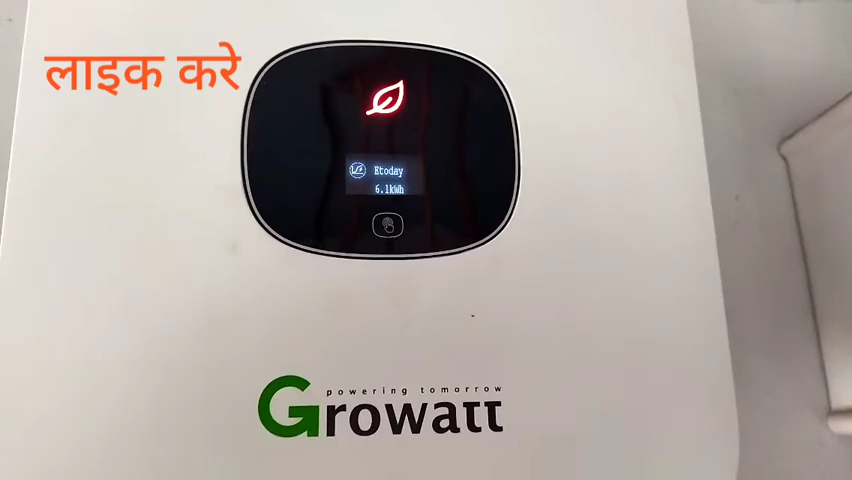 लाइक करे
Etoday
6.1kWh
powering tomorrow
Growatt